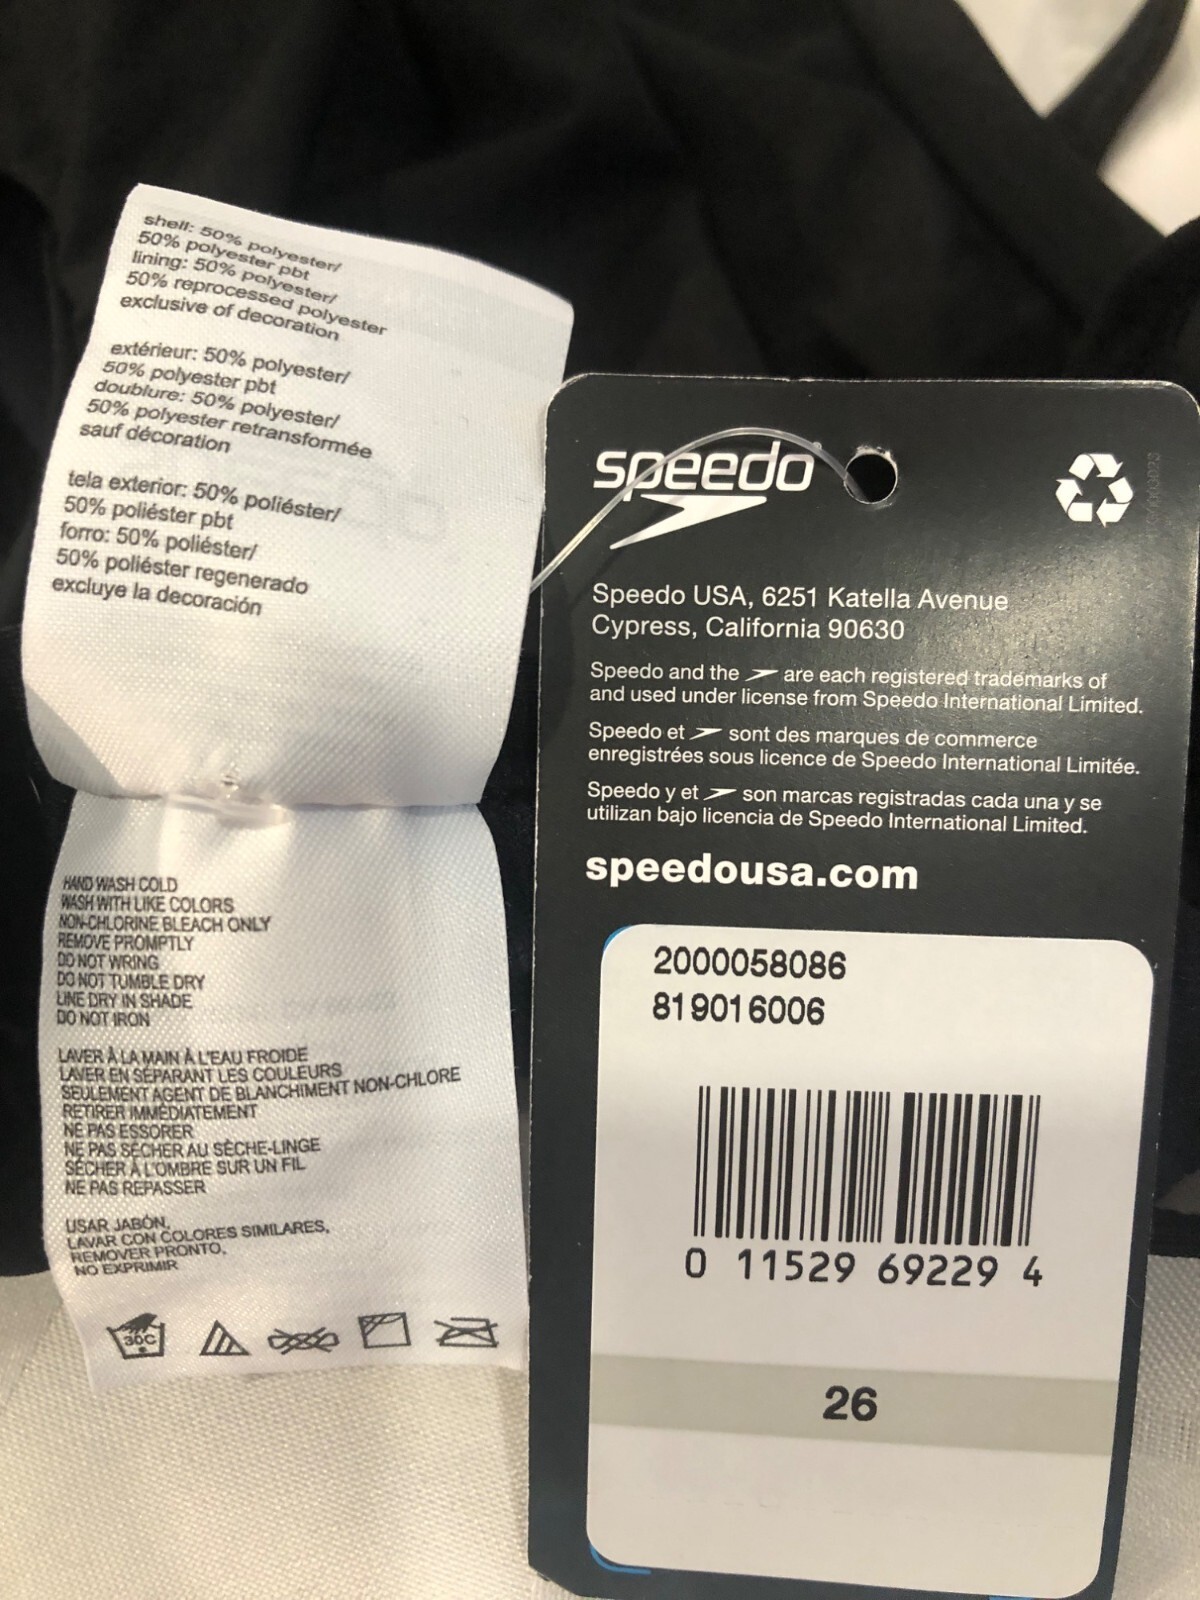 shell: 50% polyester/
50% polyester pbt
lining: 50% polyester/
50% reprocessed polyester
exclusive of decoration
extérieur: 50% polyester/
50% polyester pbt
doublure: 50% polyester/
50% polyester retransformée
sauf décoration
tela exterior: 50% poliéster/
50% poliéster pbt
forro: 50% poliéster/
50% poliéster regenerado
excluye la decoración
HAND WASH COLD
WASH WITH LIKE COLORS
NON-CHLORINE BLEACH ONLY
REMOVE PROMPTLY
DO NOT WRING
DO NOT TUMBLE DRY
LINE DRY IN SHADE
DO NOT IRON
LAVER À LA MAIN À L'EAU FROIDE
LAVER EN SÉPARANT LES COULEURS
SEULEMENT AGENT DE BLANCHIMENT NON-CHLORE
RETIRER IMMÉDIATEMENT
NE PAS ESSORER
NE PAS SÉCHER AU SÈCHE-LINGE
SÉCHER À L'OMBRE SUR UN FIL
NE PAS REPASSER
USAR JABÓN,
LAVAR CON COLORES SIMILARES,
REMOVER PRONTO,
NO EXPRIMIR
30C
speedo
Speedo USA, 6251 Katella Avenue
Cypress, California 90630
Speedo and the are each registered trademarks of
and used under license from Speedo International Limited.
Speedo et sont des marques de commerce
enregistrées sous licence de Speedo International Limitée.
Speedo y et son marcas registradas cada una y se
utilizan bajo licencia de Speedo International Limited.
speedousa.com
2000058086
819016006
0 11529 69229 4
26